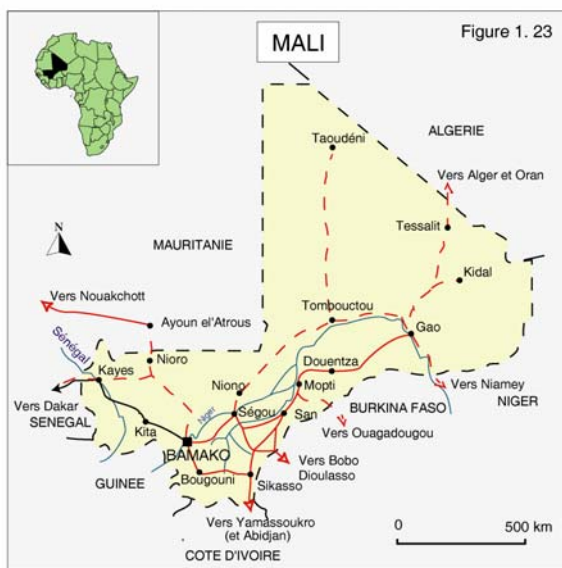 Figure 1. 23
MALI
Taoudéni
ALGERIE
Vers Alger et Oran
Tessalit
N
MAURITANIE
Kidal
Vers Nouakchott
Tombouctou
Ayoun el'Atrous
Gao
Sénégal
Nioro
Douentza
Kayes
Niono
Mopti
Vers Niamey
NIGER
Niger
Ségou
San
BURKINA FASO
Vers Dakar
SENEGAL
Kita
Vers Ouagadougou
BAMAKO
Vers Bobo
Dioulasso
GUINEE
Bougouni
Sikasso
Vers Yamassoukro
(et Abidjan)
0
500 km
COTE D'IVOIRE